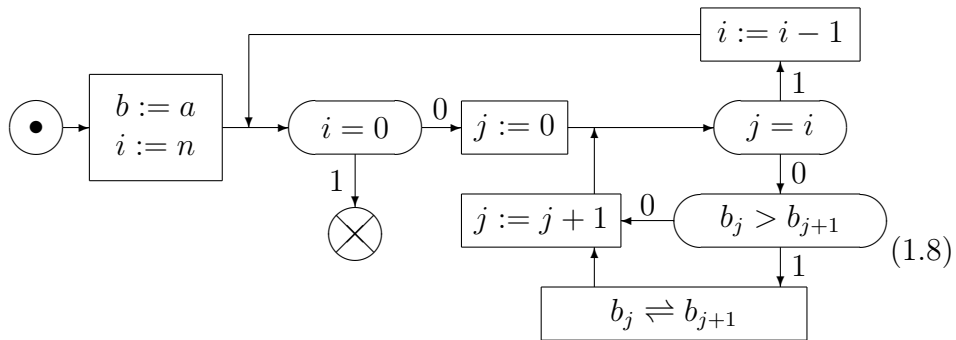 i := i − 1
b := a
i := n
i = 0
0
j := 0
j = i
1
1
0
j := j + 1
0
b_j > b_{j+1}
(1.8)
1
b_j ⇌ b_{j+1}